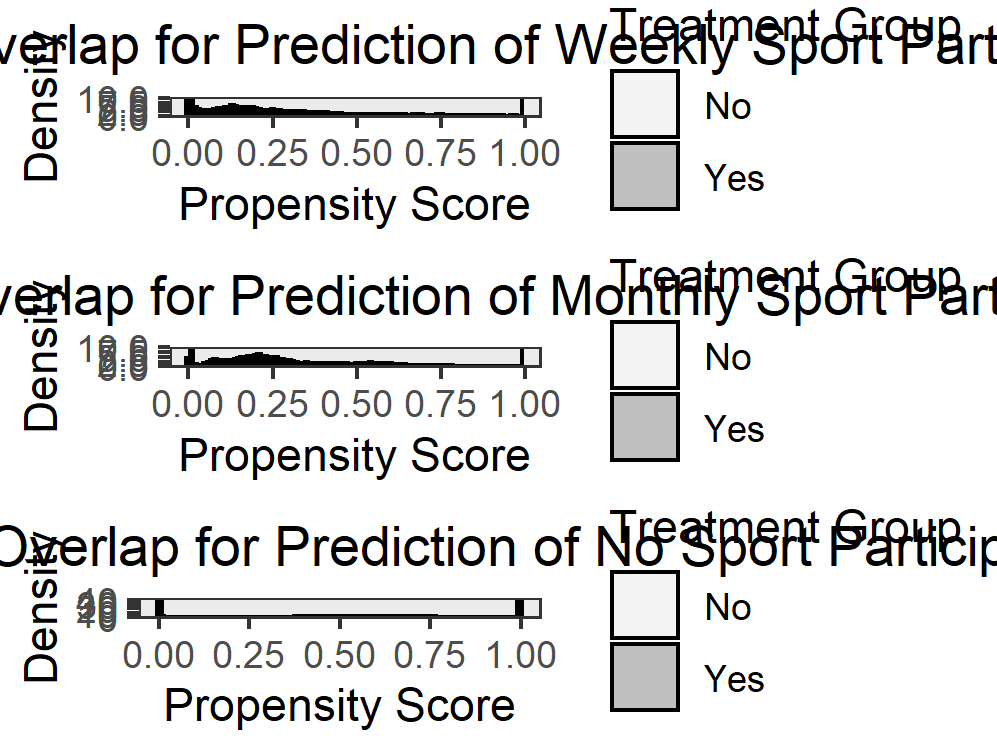 verlap for Prediction of Weekly Sport Part
Treatment Group
Density
No
Yes
0.00 0.25 0.50 0.75 1.00
Propensity Score
verlap for Prediction of Monthly Sport Part
Treatment Group
Density
No
Yes
0.00 0.25 0.50 0.75 1.00
Propensity Score
Overlap for Prediction of No Sport Particip
Treatment Group
Density
No
Yes
0.00 0.25 0.50 0.75 1.00
Propensity Score